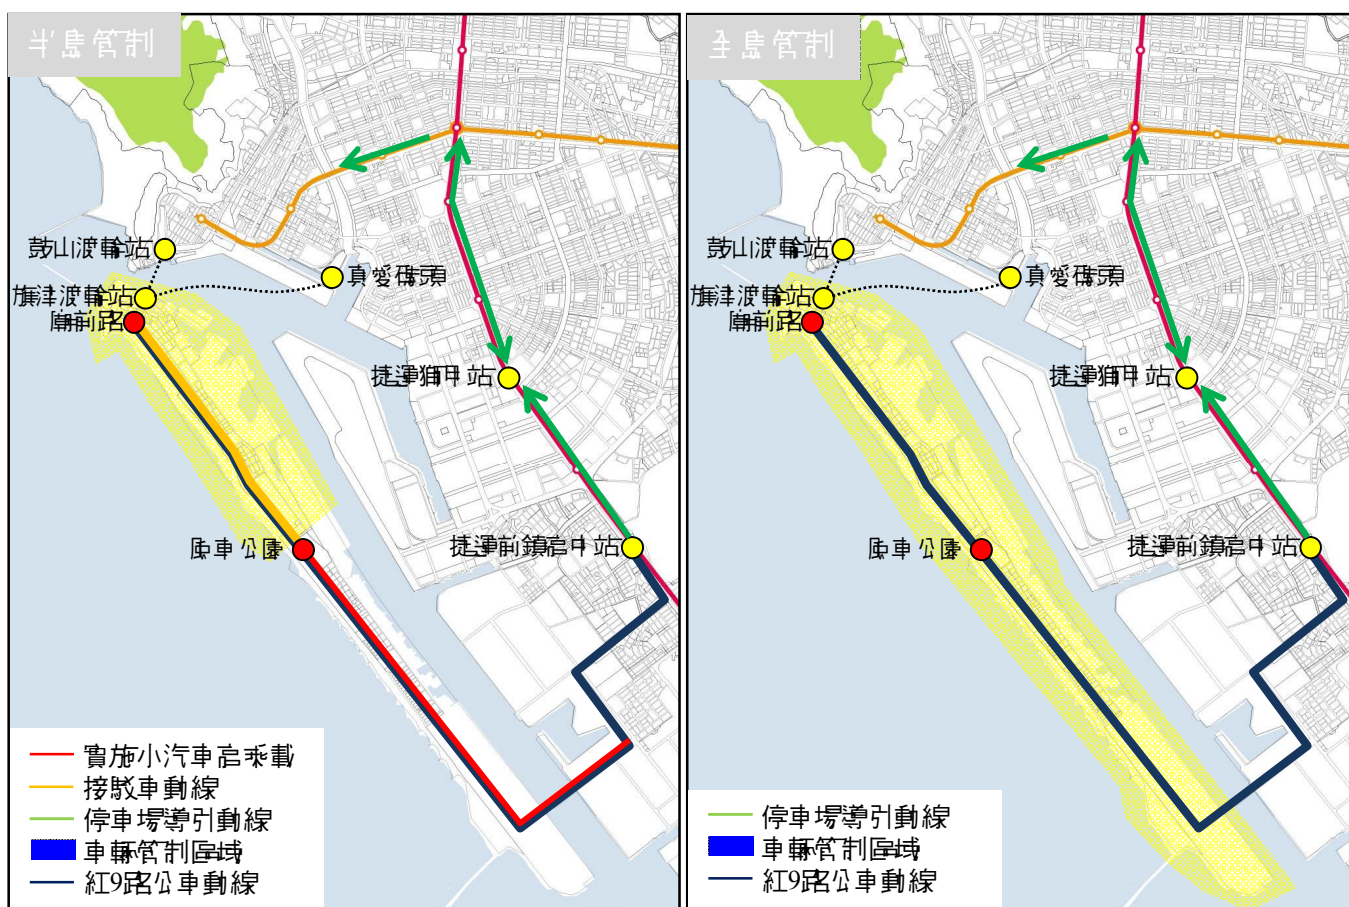 半島管制
鼓山渡輪站
旗津渡輪站
廟前路
真愛碼頭
捷運獅甲站
風車公園
捷運前鎮高中站
實施小汽車高乘載
接駁車動線
停車場導引動線
車輛管制區域
紅9路公車動線
全島管制
鼓山渡輪站
旗津渡輪站
廟前路
真愛碼頭
捷運獅甲站
風車公園
捷運前鎮高中站
停車場導引動線
車輛管制區域
紅9路公車動線